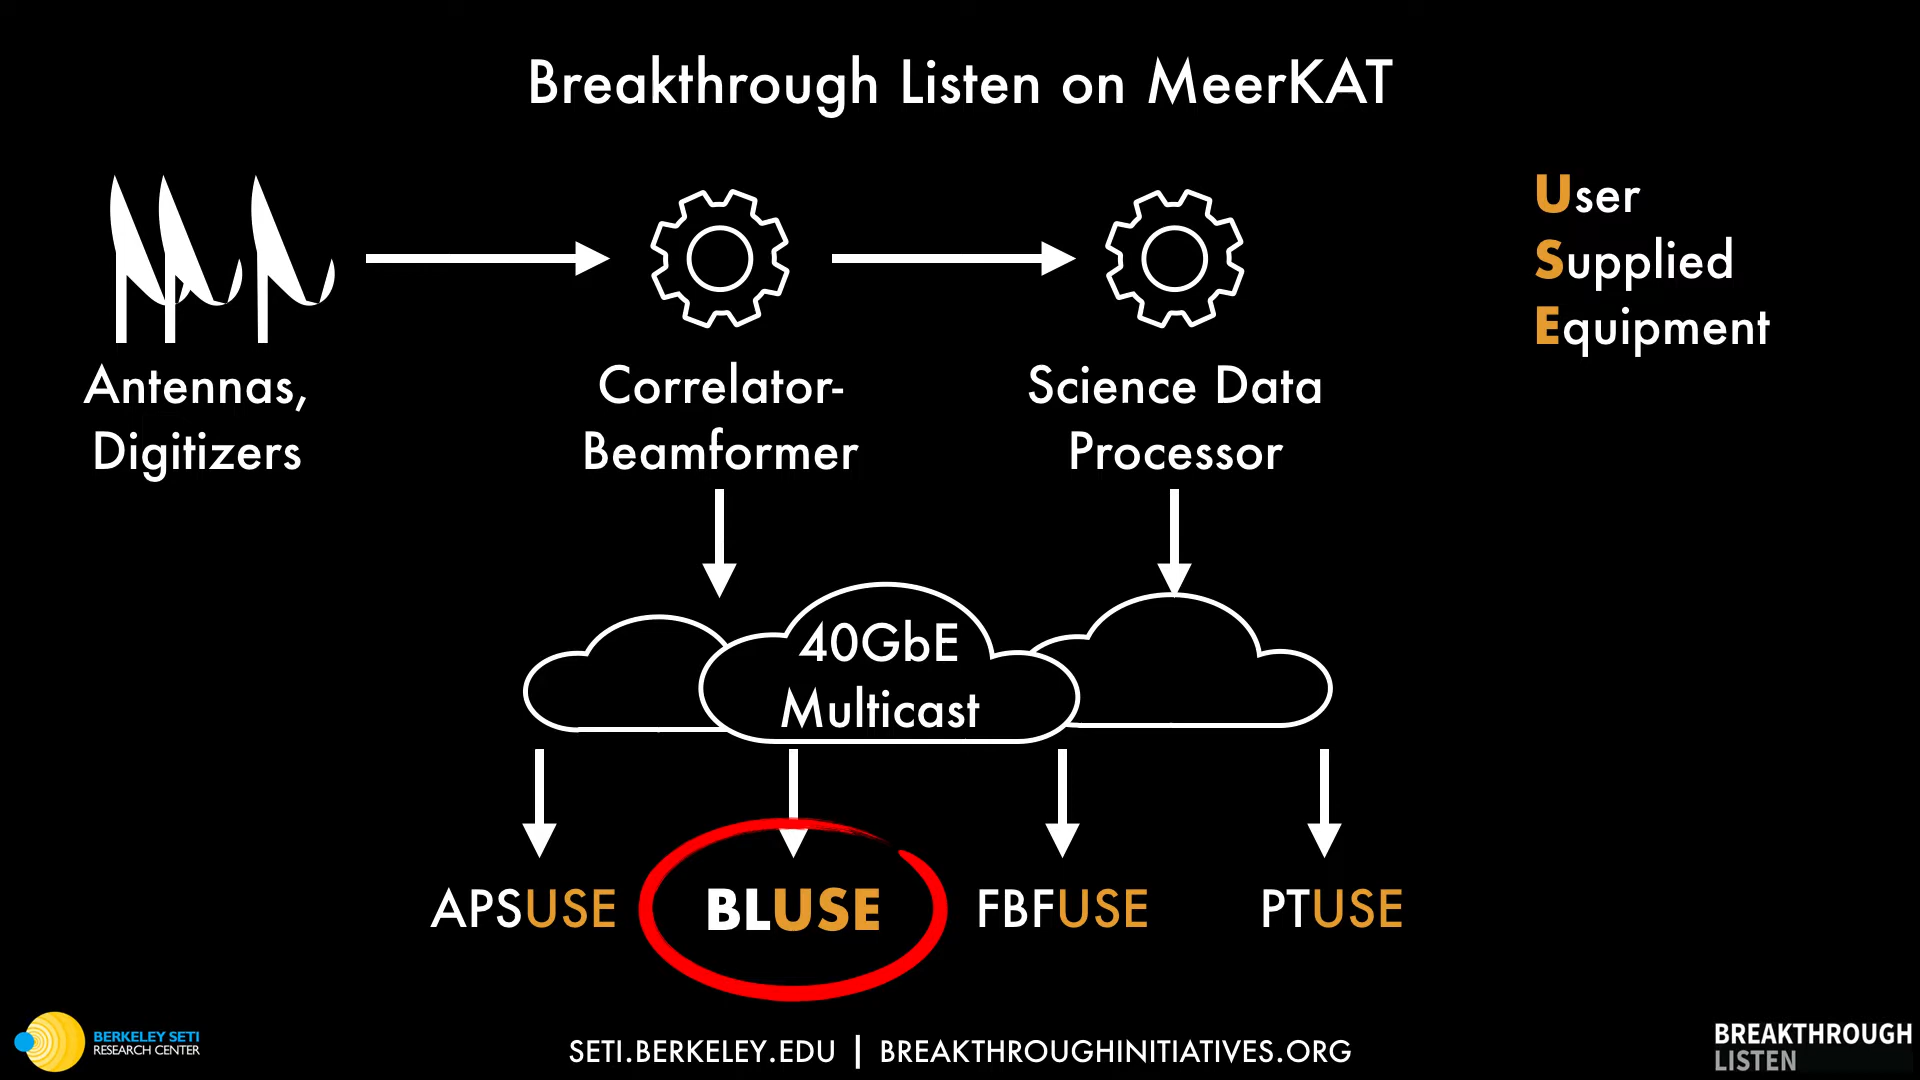 Breakthrough Listen on MeerKAT
User
Supplied
Equipment
Antennas,
Digitizers
Correlator-
Beamformer
Science Data
Processor
40GbE
Multicast
APSUSE
BLUSE
FBFUSE
PTUSE
BERKELEY SETI
RESEARCH CENTER
SETI.BERKELEY.EDU | BREAKTHROUGHINITIATIVES.ORG
BREAKTHROUGH
LISTEN